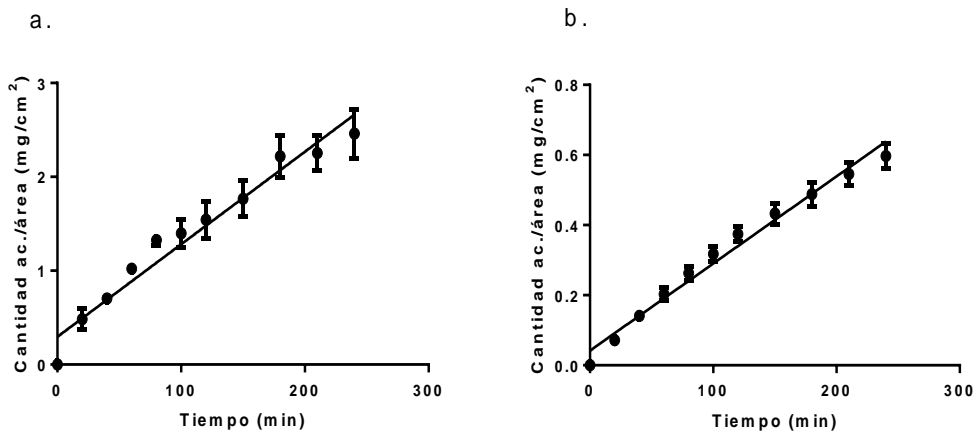 a.
Cantidad ac./área (mg/cm2)
3
2
1
0
0
100
200
300
Tiempo (min)
b.
Cantidad ac./área (mg/cm2)
0.8
0.6
0.4
0.2
0.0
0
100
200
300
Tiempo (min)